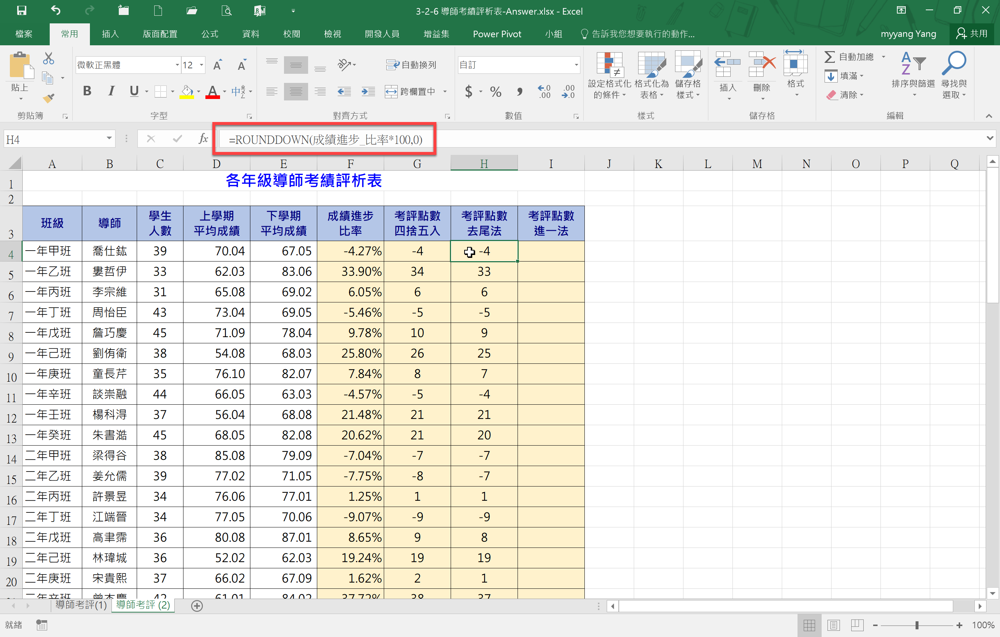 3-2-6 導師考績評析表-Answer.xlsx - Excel
檔案 常用 插入 版面配置 公式 資料 校閱 檢視 開發人員 增益集 Power Pivot 小組 告訴我您想要執行的動作... myyang Yang 共用
貼上
剪貼簿
微軟正黑體 12
B I U A 中
字型
自動換列
跨欄置中
對齊方式
自訂
$ % , .0 .00 .00 .0
數值
設定格式化的條件 格式化為表格 儲存格樣式
樣式
插入 刪除 格式
儲存格
自動加總
填滿
清除
排序與篩選 尋找與選取
編輯
H4 fx =ROUNDDOWN(成績進步_比率*100,0)
A B C D E F G H I J K L M N O P Q
1 各年級導師考績評析表
2
3 班級 導師 學生人數 上學期平均成績 下學期平均成績 成績進步比率 考評點數四捨五入 考評點數去尾法 考評點數進一法
4 一年甲班 喬仕鈜 39 70.04 67.05 -4.27% -4 -4
5 一年乙班 婁哲伊 33 62.03 83.06 33.90% 34 33
6 一年丙班 李宗維 31 65.08 69.02 6.05% 6 6
7 一年丁班 周怡臣 43 73.04 69.05 -5.46% -5 -5
8 一年戊班 詹巧慶 45 71.09 78.04 9.78% 10 9
9 一年己班 劉侑衛 38 54.08 68.03 25.80% 26 25
10 一年庚班 童長芹 35 76.10 82.07 7.84% 8 7
11 一年辛班 談崇融 44 66.05 63.03 -4.57% -5 -4
12 一年壬班 楊科淂 37 56.04 68.08 21.48% 21 21
13 一年癸班 朱書澔 45 68.05 82.08 20.62% 21 20
14 二年甲班 梁得谷 38 85.08 79.09 -7.04% -7 -7
15 二年乙班 姜允儒 39 77.02 71.05 -7.75% -8 -7
16 二年丙班 許景昱 34 76.06 77.01 1.25% 1 1
17 二年丁班 江端晉 34 77.05 70.06 -9.07% -9 -9
18 二年戊班 高聿霈 36 80.08 87.01 8.65% 9 8
19 二年己班 林瑋城 36 52.02 62.03 19.24% 19 19
20 二年庚班 宋貴熙 37 66.02 67.09 1.62% 2 1
二年辛班 42 61.01 84.02 37.72% 38 37
導師考評(1) 導師考評 (2)
就緒 100%